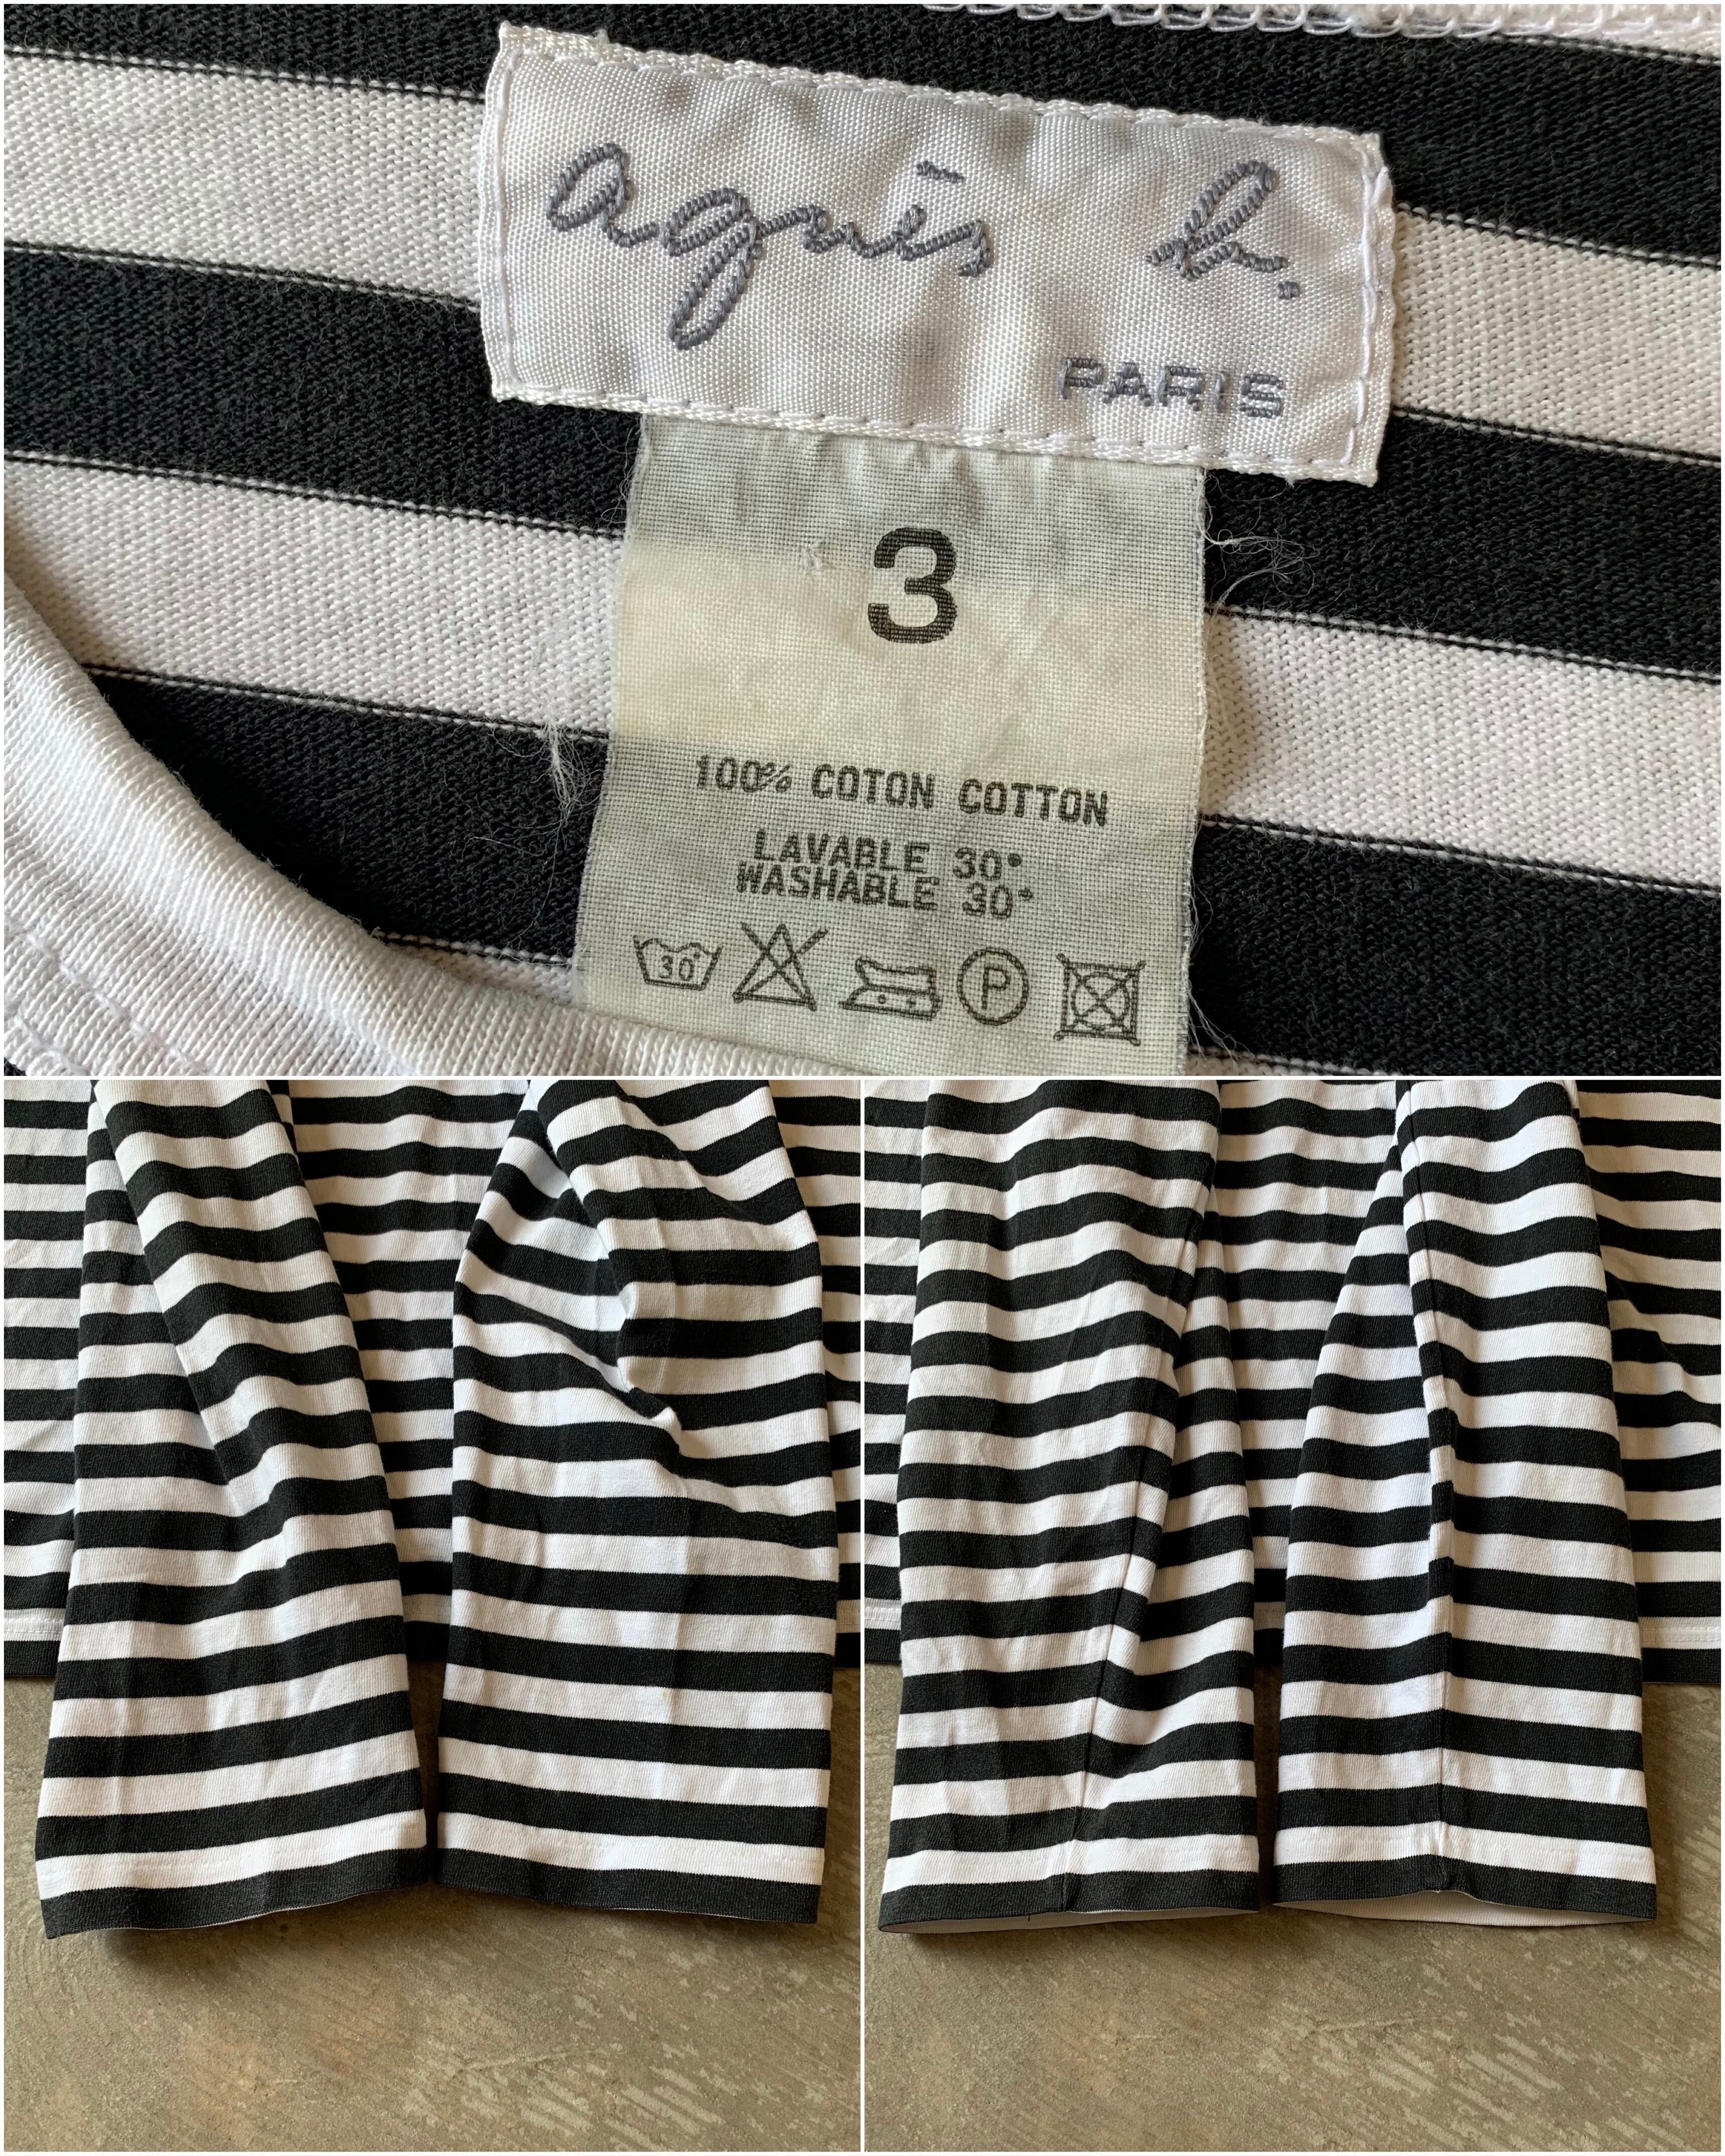 agnès b.
PARIS
3
100% COTON COTTON
LAVABLE 30°
WASHABLE 30°
30° P